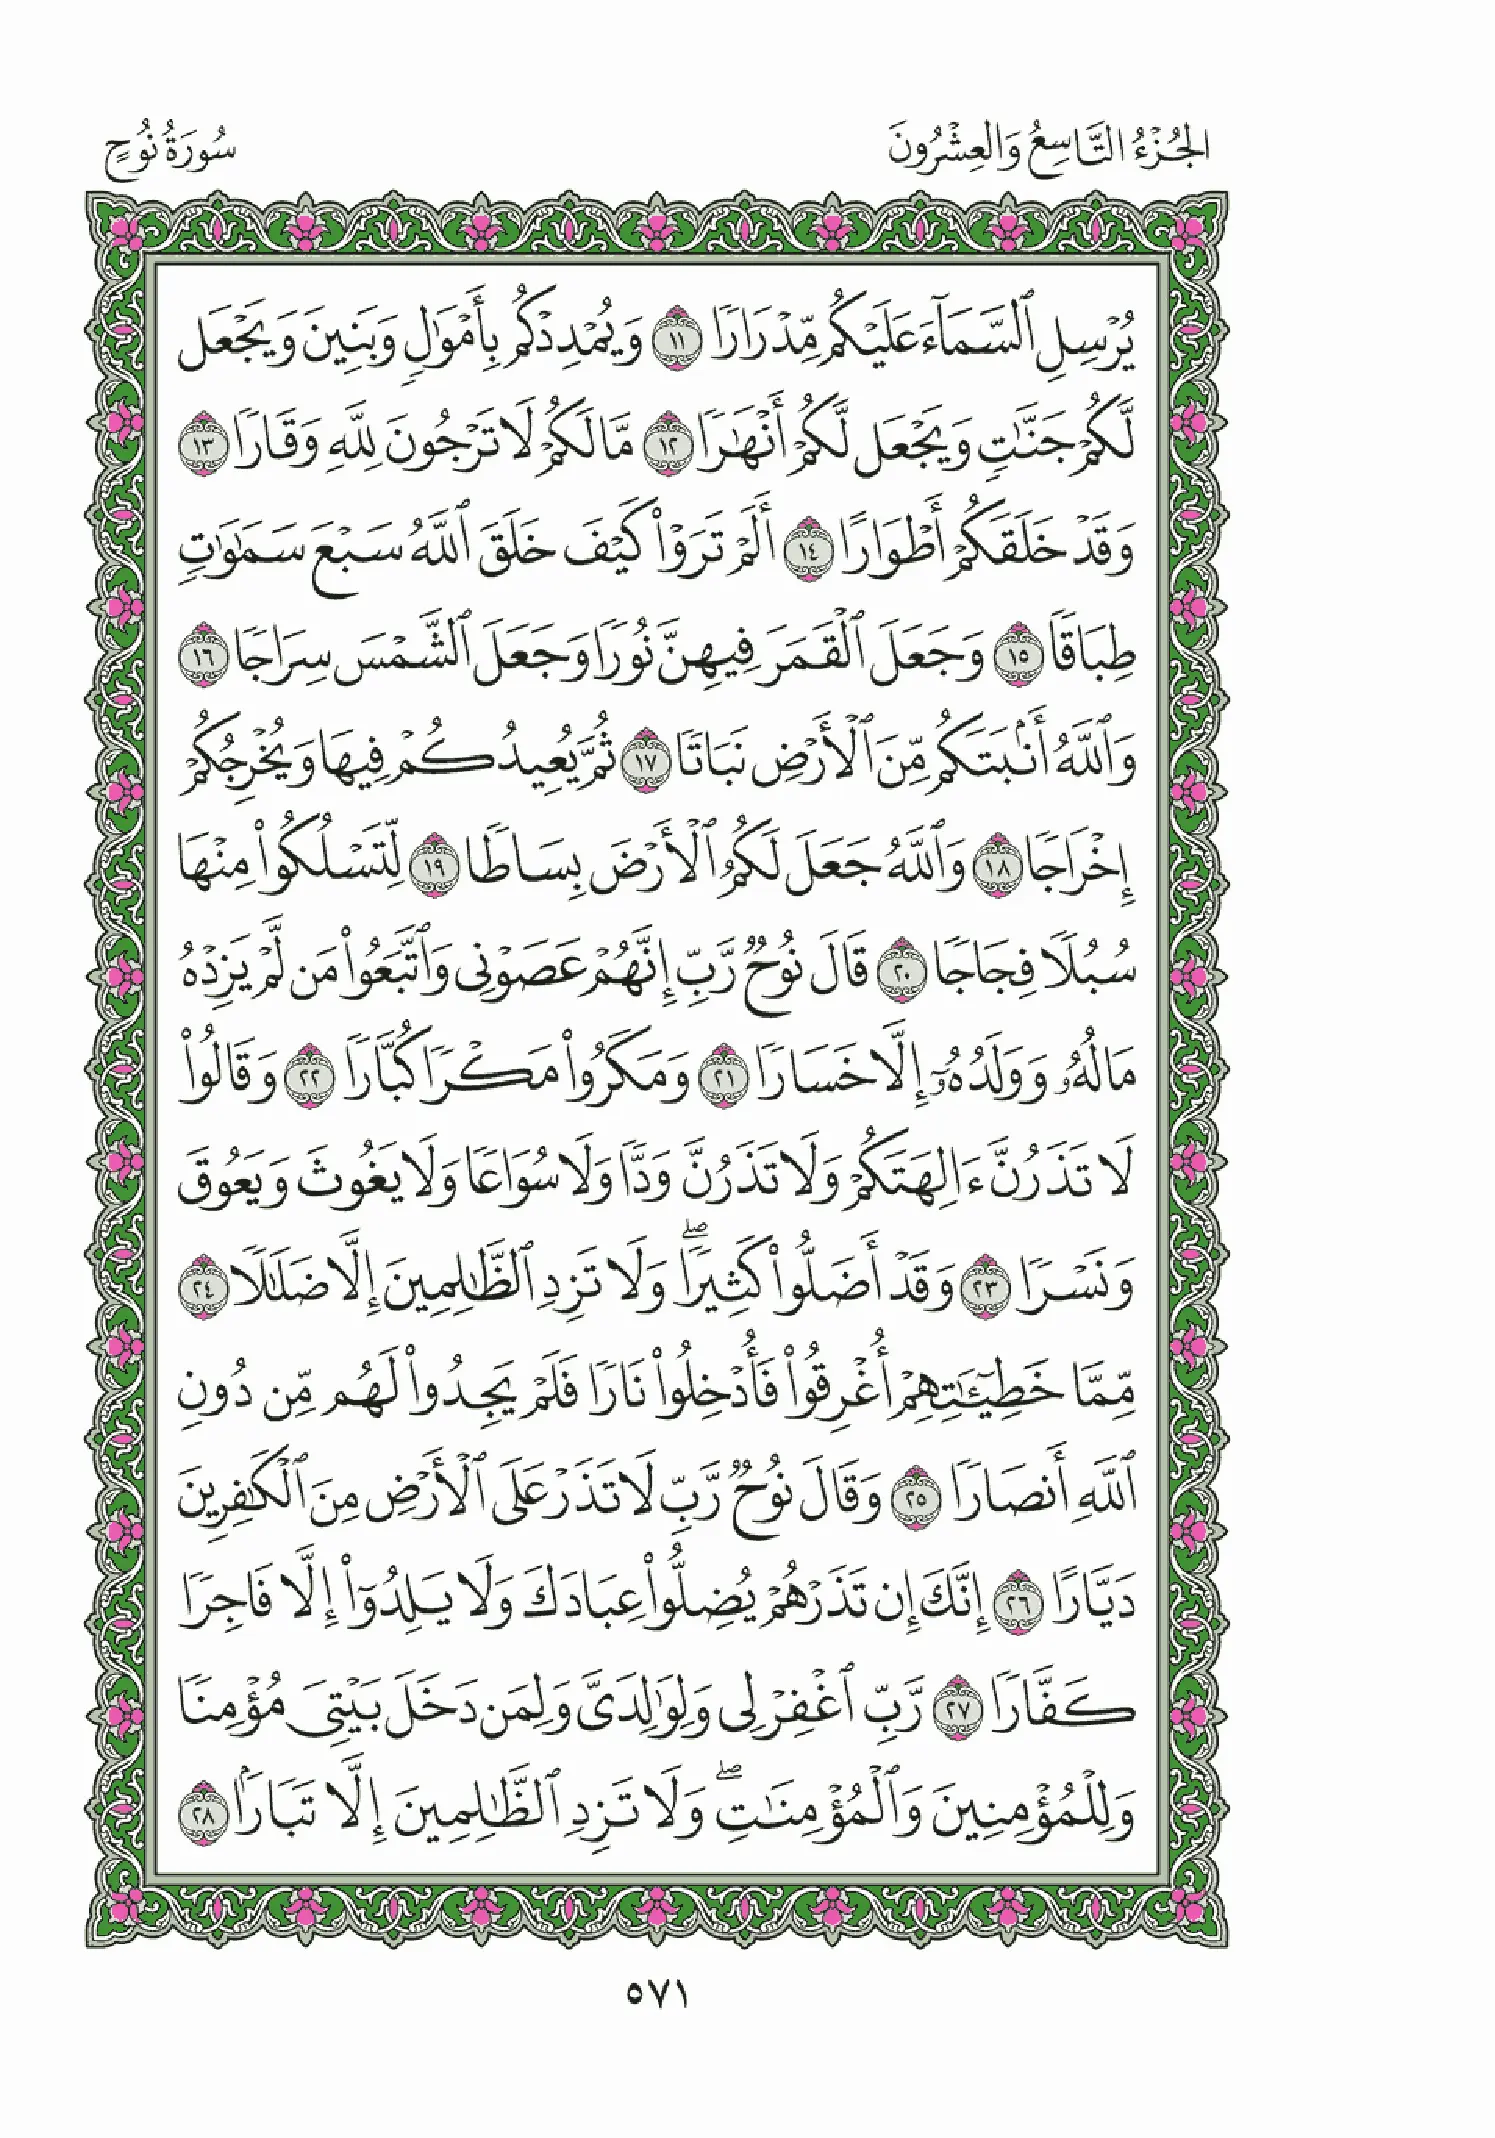 الجُزْءُ التَّاسِعُ وَالْعِشْرُونَ
سُورَةُ نُوحٍ
يُرْسِلِ ٱلسَّمَآءَ عَلَيْكُم مِّدْرَارًا ١١ وَيُمْدِدْكُم بِأَمْوَٰلٍ وَبَنِينَ وَيَجْعَل
لَّكُمْ جَنَّٰتٍ وَيَجْعَل لَّكُمْ أَنْهَٰرًا ١٢ مَّا لَكُمْ لَا تَرْجُونَ لِلَّهِ وَقَارًا ١٣
وَقَدْ خَلَقَكُمْ أَطْوَارًا ١٤ أَلَمْ تَرَوْا۟ كَيْفَ خَلَقَ ٱللَّهُ سَبْعَ سَمَٰوَٰتٍ
طِبَاقًا ١٥ وَجَعَلَ ٱلْقَمَرَ فِيهِنَّ نُورًا وَجَعَلَ ٱلشَّمْسَ سِرَاجًا ١٦
وَٱللَّهُ أَنۢبَتَكُم مِّنَ ٱلْأَرْضِ نَبَاتًا ١٧ ثُمَّ يُعِيدُكُمْ فِيهَا وَيُخْرِجُكُمْ
إِخْرَاجًا ١٨ وَٱللَّهُ جَعَلَ لَكُمُ ٱلْأَرْضَ بِسَاطًا ١٩ لِّتَسْلُكُوا۟ مِنْهَا
سُبُلًا فِجَاجًا ٢٠ قَالَ نُوحٌ رَّبِّ إِنَّهُمْ عَصَوْنِى وَٱتَّبَعُوا۟ مَن لَّمْ يَزِدْهُ
مَالُهُۥ وَوَلَدُهُۥٓ إِلَّا خَسَارًا ٢١ وَمَكَرُوا۟ مَكْرًا كُبَّارًا ٢٢ وَقَالُوا۟
لَا تَذَرُنَّ ءَالِهَتَكُمْ وَلَا تَذَرُنَّ وَدًّا وَلَا سُوَاعًا وَلَا يَغُوثَ وَيَعُوقَ
وَنَسْرًا ٢٣ وَقَدْ أَضَلُّوا۟ كَثِيرًا ۖ وَلَا تَزِدِ ٱلظَّٰلِمِينَ إِلَّا ضَلَٰلًا ٢٤
مِّمَّا خَطِيٓـَٰٔتِهِمْ أُغْرِقُوا۟ فَأُدْخِلُوا۟ نَارًا فَلَمْ يَجِدُوا۟ لَهُم مِّن دُونِ
ٱللَّهِ أَنصَارًا ٢٥ وَقَالَ نُوحٌ رَّبِّ لَا تَذَرْ عَلَى ٱلْأَرْضِ مِنَ ٱلْكَٰفِرِينَ
دَيَّارًا ٢٦ إِنَّكَ إِن تَذَرْهُمْ يُضِلُّوا۟ عِبَادَكَ وَلَا يَلِدُوٓا۟ إِلَّا فَاجِرًا
كَفَّارًا ٢٧ رَّبِّ ٱغْفِرْ لِى وَلِوَٰلِدَىَّ وَلِمَن دَخَلَ بَيْتِىَ مُؤْمِنًا
وَلِلْمُؤْمِنِينَ وَٱلْمُؤْمِنَٰتِ ۖ وَلَا تَزِدِ ٱلظَّٰلِمِينَ إِلَّا تَبَارًۢا ٢٨
٥٧١